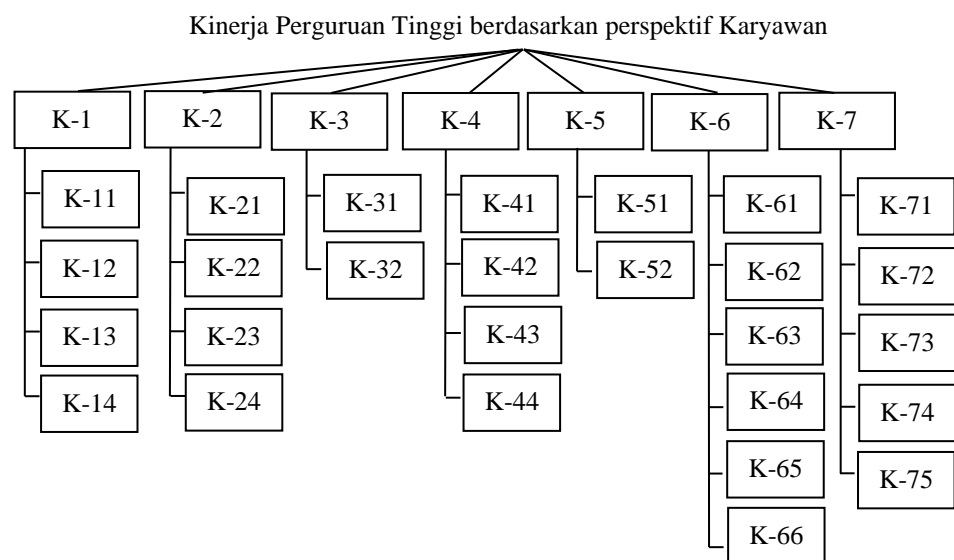 Kinerja Perguruan Tinggi berdasarkan perspektif Karyawan
K-1 K-2 K-3 K-4 K-5 K-6 K-7
K-11 K-21 K-31 K-41 K-51 K-61 K-71
K-12 K-22 K-32 K-42 K-52 K-62 K-72
K-13 K-23 K-43 K-63 K-73
K-14 K-24 K-44 K-64 K-74
K-65 K-75
K-66